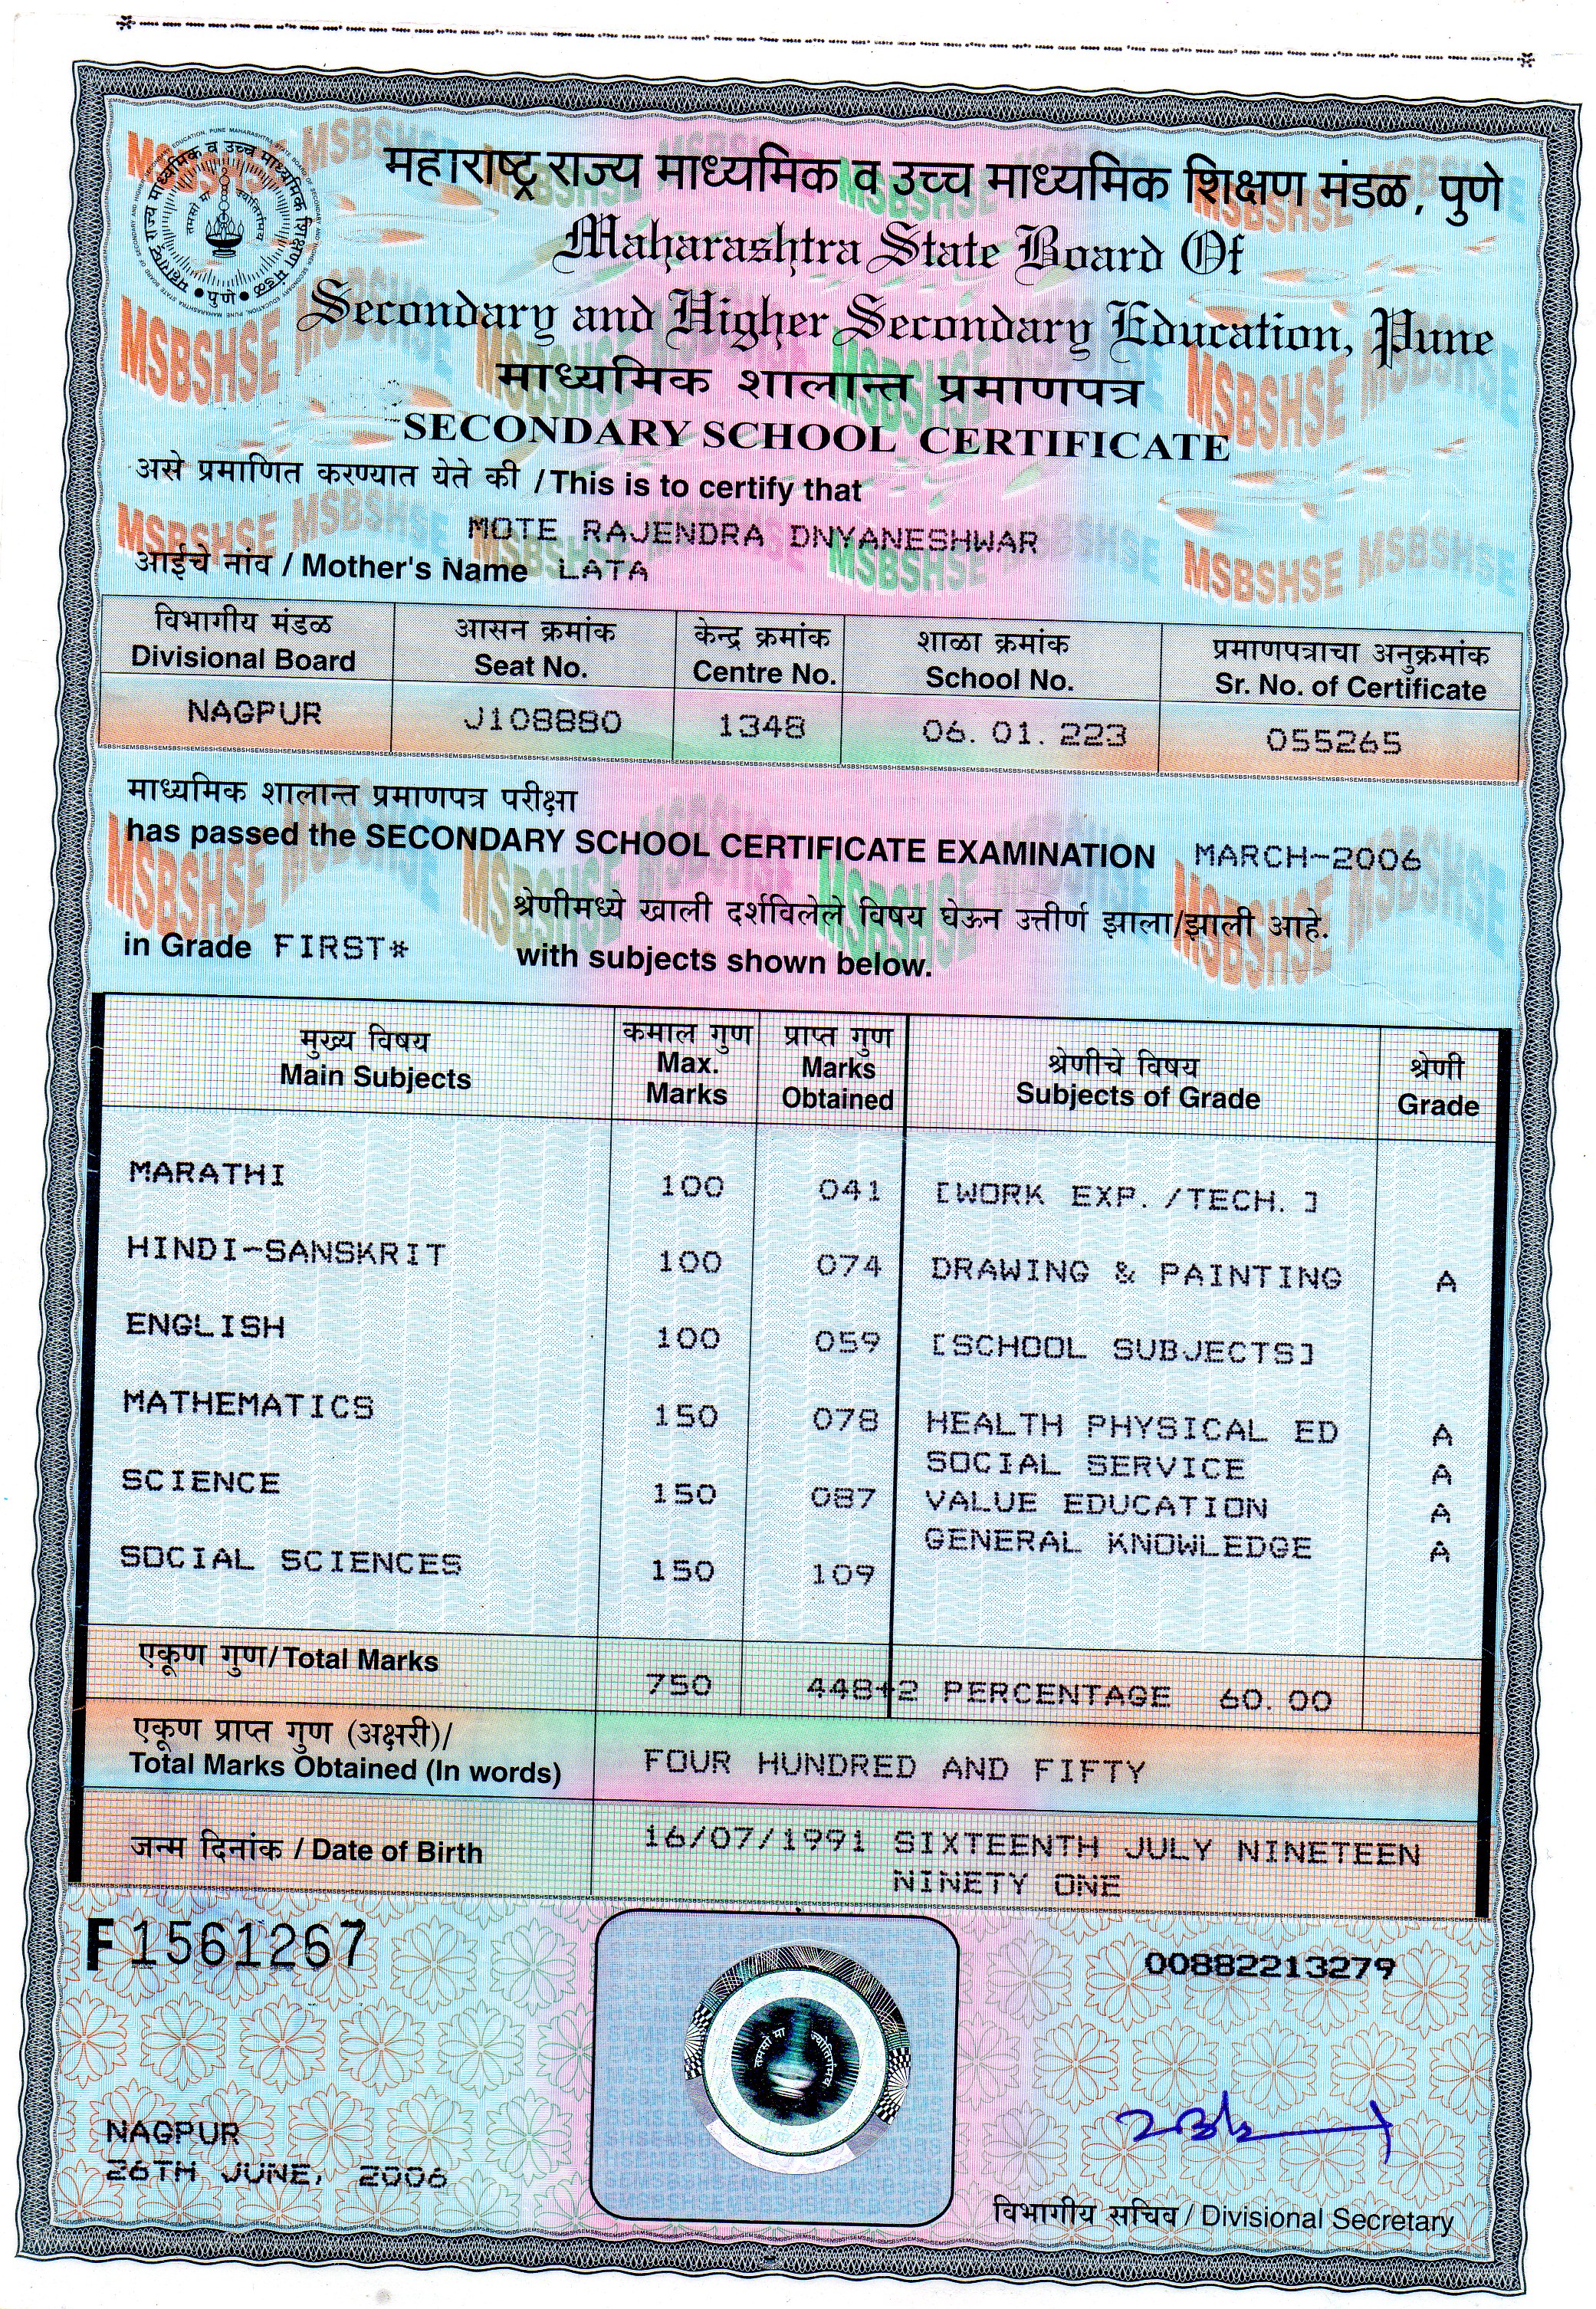 महाराष्ट्र राज्य माध्यमिक व उच्च माध्यमिक शिक्षण मंडळ, पुणे
Maharashtra State Board Of
Secondary and Higher Secondary Education, Pune
माध्यमिक शालान्त प्रमाणपत्र
SECONDARY SCHOOL CERTIFICATE
असे प्रमाणित करण्यात येते की / This is to certify that
MOTE RAJENDRA DNYANESHWAR
आईचे नांव / Mother's Name LATA
विभागीय मंडळ आसन क्रमांक केन्द्र क्रमांक शाळा क्रमांक प्रमाणपत्राचा अनुक्रमांक
Divisional Board Seat No. Centre No. School No. Sr. No. of Certificate
NAGPUR J108880 1348 06. 01. 223 055265
माध्यमिक शालान्त प्रमाणपत्र परीक्षा
has passed the SECONDARY SCHOOL CERTIFICATE EXAMINATION MARCH-2006
श्रेणीमध्ये खाली दर्शविलेले विषय घेऊन उत्तीर्ण झाला/झाली आहे.
in Grade FIRST* with subjects shown below.
मुख्य विषय कमाल गुण प्राप्त गुण श्रेणीचे विषय श्रेणी
Main Subjects Max. Marks Marks Obtained Subjects of Grade Grade
MARATHI 100 041 [WORK EXP. /TECH. ]
HINDI-SANSKRIT 100 074 DRAWING & PAINTING A
ENGLISH 100 059 [SCHOOL SUBJECTS]
MATHEMATICS 150 078 HEALTH PHYSICAL ED A
SOCIAL SERVICE A
SCIENCE 150 087 VALUE EDUCATION A
GENERAL KNOWLEDGE A
SOCIAL SCIENCES 150 109
एकूण गुण/Total Marks 750 448+2 PERCENTAGE 60. 00
एकूण प्राप्त गुण (अक्षरी)/
Total Marks Obtained (In words) FOUR HUNDRED AND FIFTY
जन्म दिनांक / Date of Birth 16/07/1991 SIXTEENTH JULY NINETEEN
NINETY ONE
F 1561267
00882213279
तमसो मा ज्योतिर्गमय
NAGPUR
26TH JUNE, 2006
विभागीय सचिव / Divisional Secretary